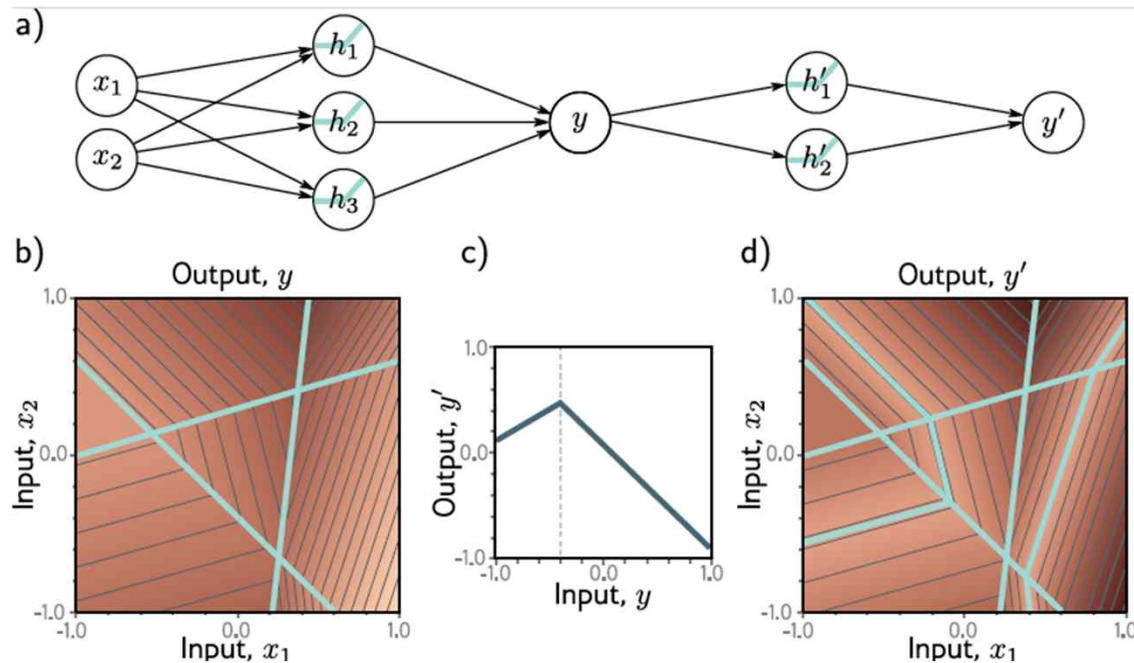 a)
x₁
x₂
h₁
h₂
h₃
y
h′₁
h′₂
y′
b)
Output, y
1.0
0.0
-1.0
Input, x₂
-1.0 0.0 1.0
Input, x₁
c)
1.0
0.0
-1.0
Output, y′
-1.0 0.0 1.0
Input, y
d)
Output, y′
1.0
0.0
-1.0
Input, x₂
-1.0 0.0 1.0
Input, x₁